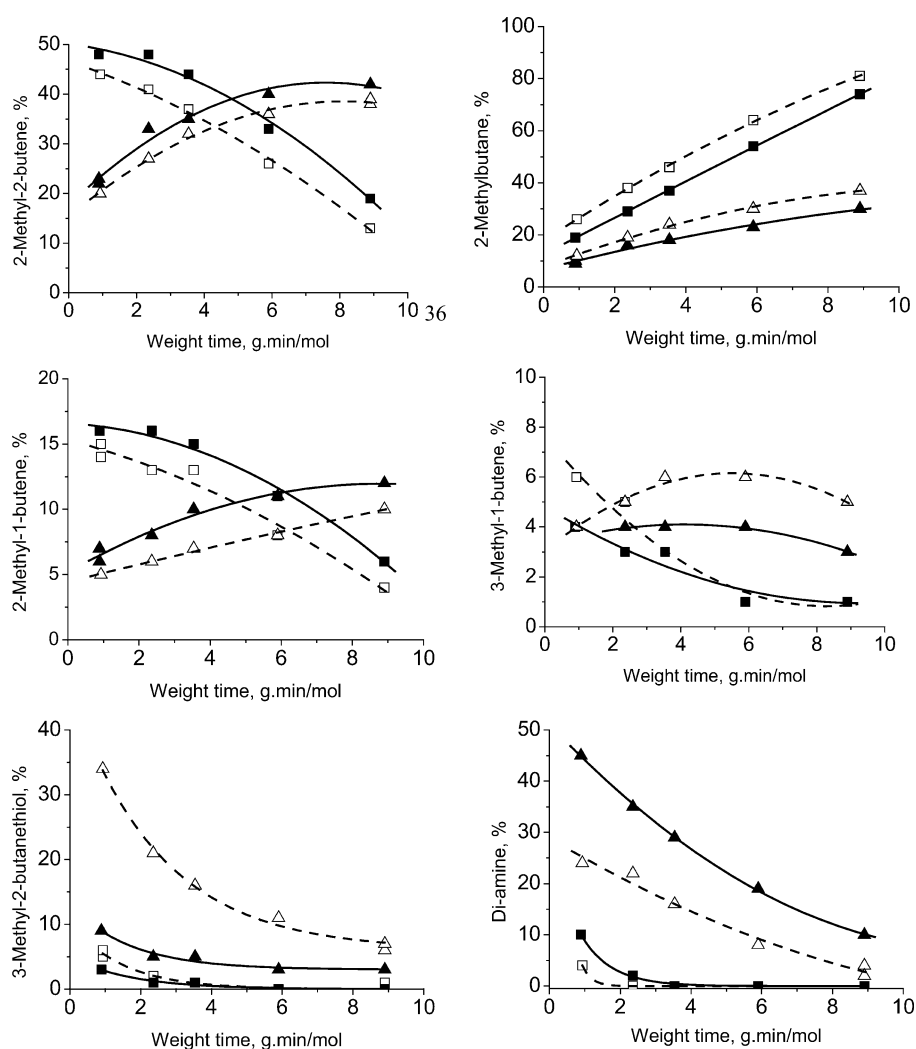 2-Methyl-2-butene, %
50
40
30
20
10
0
0 2 4 6 8 10 36
Weight time, g.min/mol
2-Methylbutane, %
100
80
60
40
20
0
0 2 4 6 8 10
Weight time, g.min/mol
2-Methyl-1-butene, %
20
15
10
5
0
0 2 4 6 8 10
Weight time, g.min/mol
3-Methyl-1-butene, %
10
8
6
4
2
0
0 2 4 6 8 10
Weight time, g.min/mol
3-Methyl-2-butanethiol, %
40
30
20
10
0
0 2 4 6 8 10
Weight time, g.min/mol
Di-amine, %
50
40
30
20
10
0
0 2 4 6 8 10
Weight time, g.min/mol